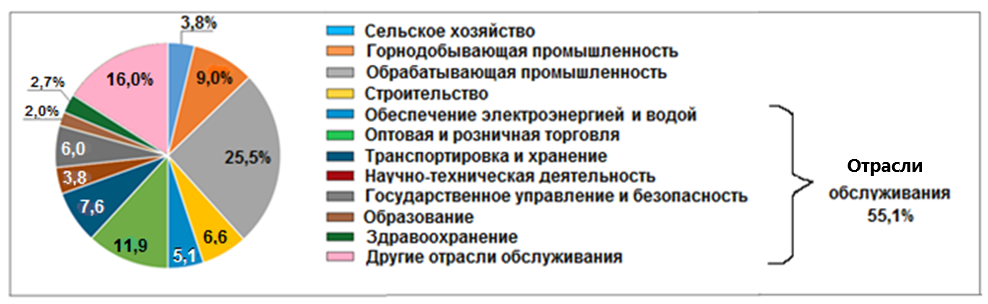 3,8%
9,0%
25,5%
6,6
5,1
11,9
7,6
3,8
6,0
2,0%
2,7%
16,0%
Сельское хозяйство
Горнодобывающая промышленность
Обрабатывающая промышленность
Строительство
Обеспечение электроэнергией и водой
Оптовая и розничная торговля
Транспортировка и хранение
Научно-техническая деятельность
Государственное управление и безопасность
Образование
Здравоохранение
Другие отрасли обслуживания
Отрасли
обслуживания
55,1%